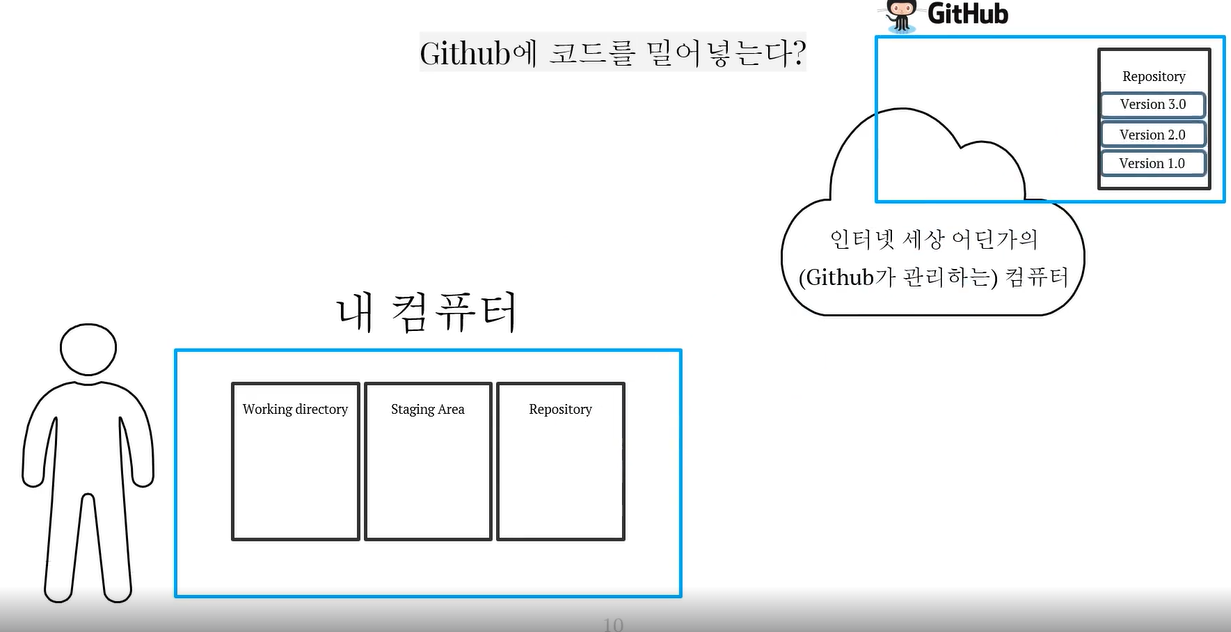 GitHub
Github에 코드를 밀어넣는다?
Repository
Version 3.0
Version 2.0
Version 1.0
인터넷 세상 어딘가의
(Github가 관리하는) 컴퓨터
내 컴퓨터
Working directory
Staging Area
Repository
10